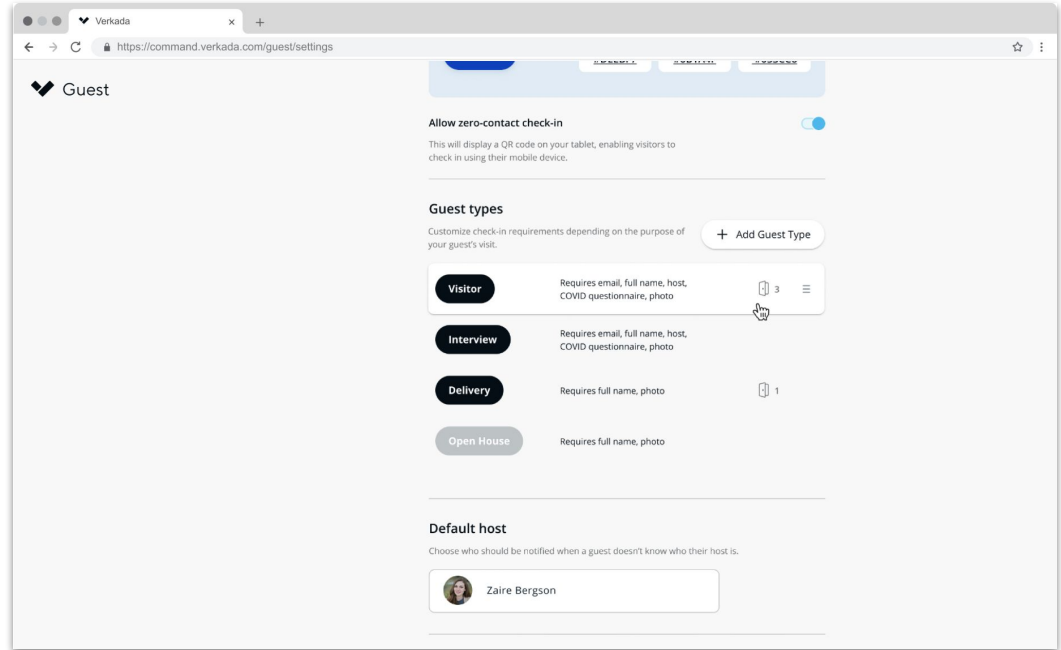 Verkada
https://command.verkada.com/guest/settings
Guest
Allow zero-contact check-in
This will display a QR code on your tablet, enabling visitors to
check in using their mobile device.
Guest types
Customize check-in requirements depending on the purpose of
your guest's visit.
+ Add Guest Type
Visitor
Requires email, full name, host,
COVID questionnaire, photo
3
Interview
Requires email, full name, host,
COVID questionnaire, photo
Delivery
Requires full name, photo
1
Open House
Requires full name, photo
Default host
Choose who should be notified when a guest doesn't know who their host is.
Zaire Bergson